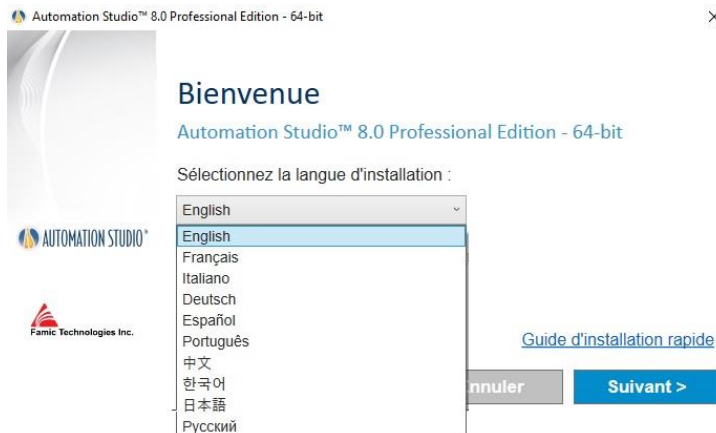 Automation Studio™ 8.0 Professional Edition - 64-bit
Bienvenue
Automation Studio™ 8.0 Professional Edition - 64-bit
Sélectionnez la langue d'installation :
English
AUTOMATION STUDIO®
English
Français
Italiano
Deutsch
Español
Português
中文
한국어
日本語
Русский
Famic Technologies Inc.
Guide d'installation rapide
Suivant >